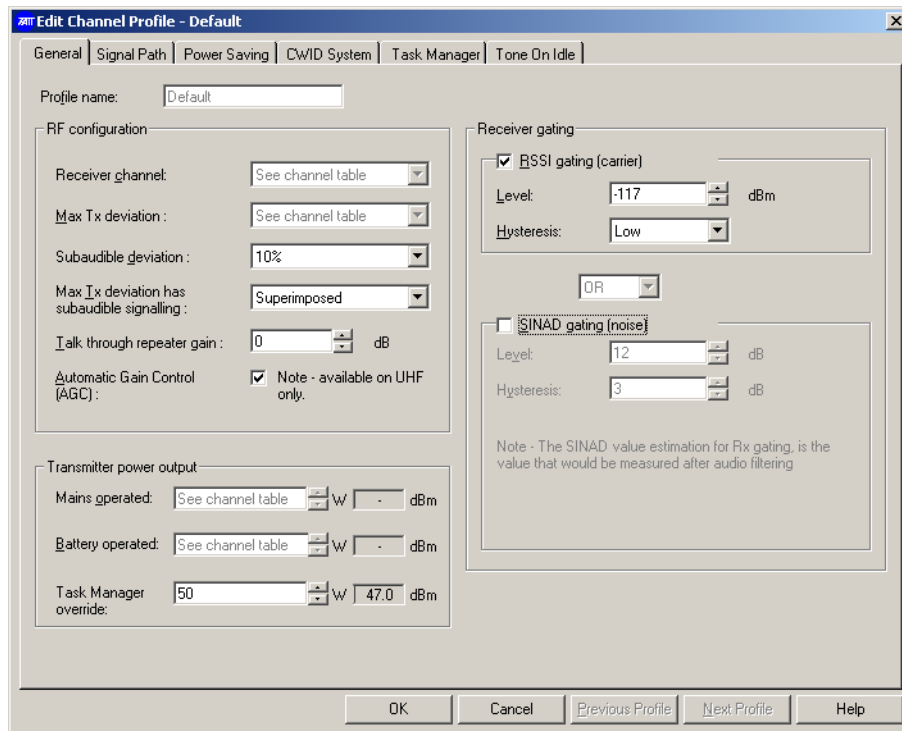 TAIT Edit Channel Profile - Default
General Signal Path Power Saving CWID System Task Manager Tone On Idle
Profile name: Default
RF configuration
Receiver channel: See channel table
Max Tx deviation : See channel table
Subaudible deviation : 10%
Max Tx deviation has
subaudible signalling : Superimposed
Talk through repeater gain : 0 dB
Automatic Gain Control
(AGC) :
Note - available on UHF
only.
Transmitter power output
Mains operated: See channel table W - dBm
Battery operated: See channel table W - dBm
Task Manager
override: 50 W 47.0 dBm
Receiver gating
RSSI gating (carrier)
Level: -117 dBm
Hysteresis: Low
OR
SINAD gating (noise)
Level: 12 dB
Hysteresis: 3 dB
Note - The SINAD value estimation for Rx gating, is the
value that would be measured after audio filtering
OK Cancel Previous Profile Next Profile Help